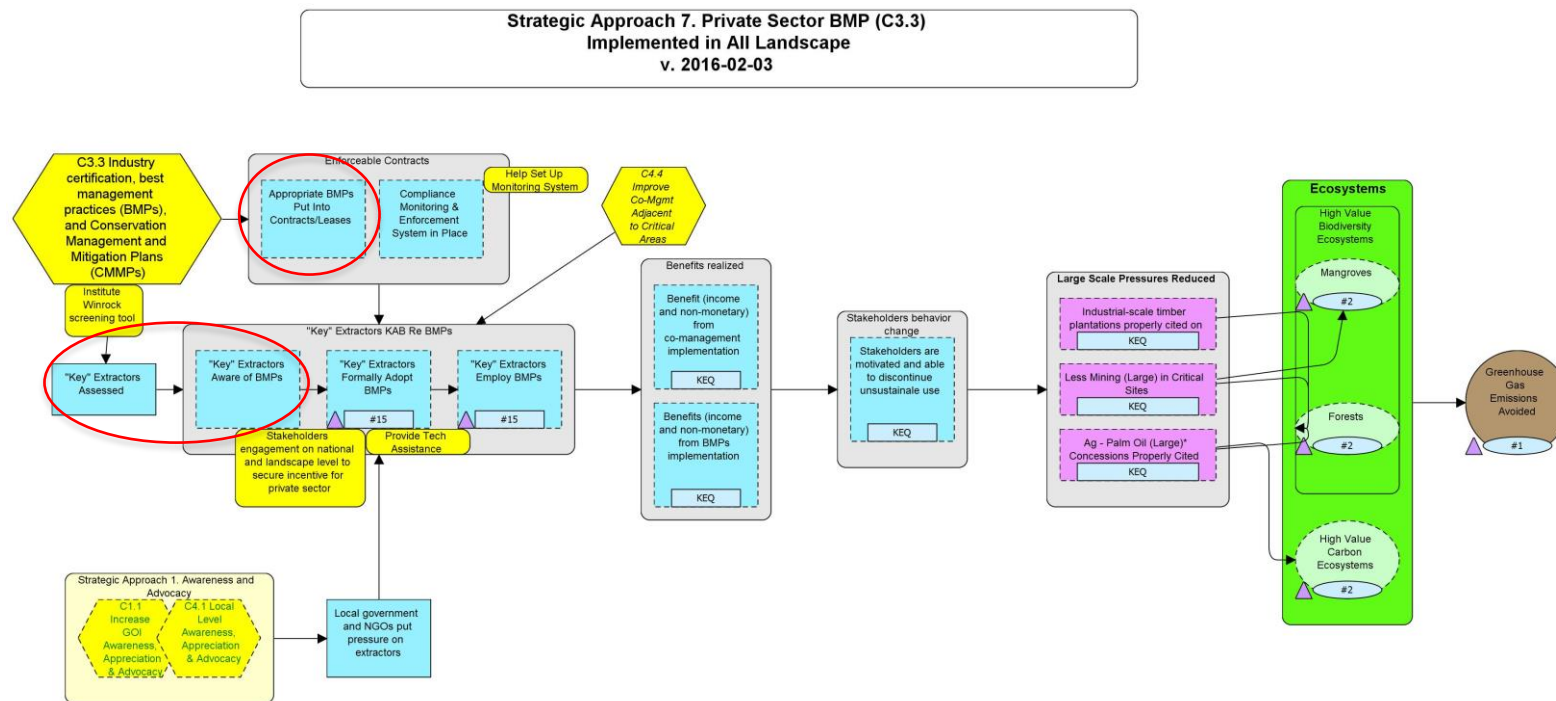 Strategic Approach 7. Private Sector BMP (C3.3)
Implemented in All Landscape
v. 2016-02-03
C3.3 Industry
certification, best
management
practices (BMPs),
and Conservation
Management and
Mitigation Plans
(CMMPs)
Institute
Winrock
screening tool
"Key" Extractors
Assessed
Enforceable Contracts
Appropriate BMPs
Put Into
Contracts/Leases
Compliance
Monitoring &
Enforcement
System in Place
Help Set Up
Monitoring System
C4.4
Improve
Co-Mgmt
Adjacent
to Critical
Areas
"Key" Extractors KAB Re BMPs
"Key" Extractors
Aware of BMPs
"Key" Extractors
Formally Adopt
BMPs
#15
"Key" Extractors
Employ BMPs
#15
Stakeholders
engagement on national
and landscape level to
secure incentive for
private sector
Provide Tech
Assistance
Strategic Approach 1. Awareness and
Advocacy
C1.1
Increase
GOI
Awareness,
Appreciation
& Advocacy
C4.1 Local
Level
Awareness,
Appreciation
& Advocacy
Local government
and NGOs put
pressure on
extractors
Benefits realized
Benefit (income
and non-monetary)
from
co-management
implementation
KEQ
Benefits (income
and non-monetary)
from BMPs
implementation
KEQ
Stakeholders behavior
change
Stakeholders are
motivated and able
to discontinue
unsustainale use
KEQ
Large Scale Pressures Reduced
Industrial-scale timber
plantations properly cited on
KEQ
Less Mining (Large) in Critical
Sites
KEQ
Ag - Palm Oil (Large)*
Concessions Properly Cited
KEQ
Ecosystems
High Value
Biodiversity
Ecosystems
Mangroves
#2
Forests
#2
High Value
Carbon
Ecosystems
#2
Greenhouse
Gas
Emissions
Avoided
#1